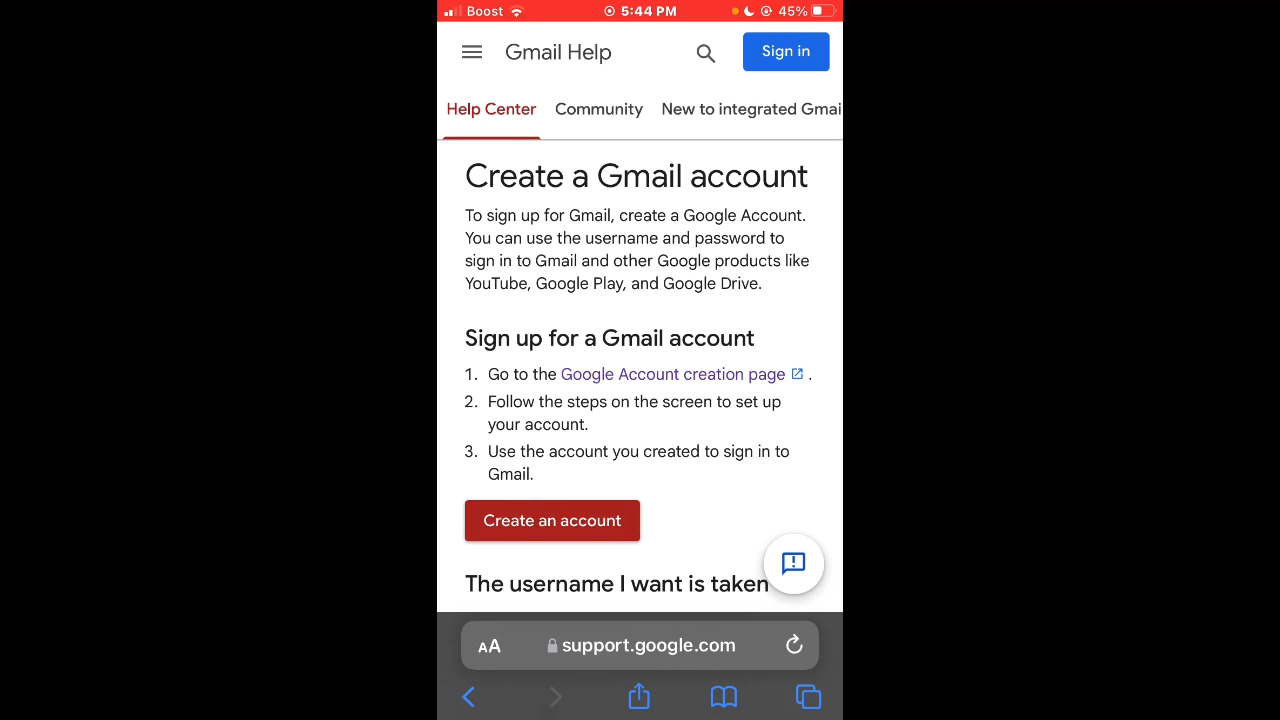 Boost 5:44 PM 45%
Gmail Help Sign in
Help Center Community New to integrated Gmai
Create a Gmail account
To sign up for Gmail, create a Google Account.
You can use the username and password to
sign in to Gmail and other Google products like
YouTube, Google Play, and Google Drive.
Sign up for a Gmail account
1. Go to the Google Account creation page .
2. Follow the steps on the screen to set up
your account.
3. Use the account you created to sign in to
Gmail.
Create an account
The username I want is taken
AA support.google.com